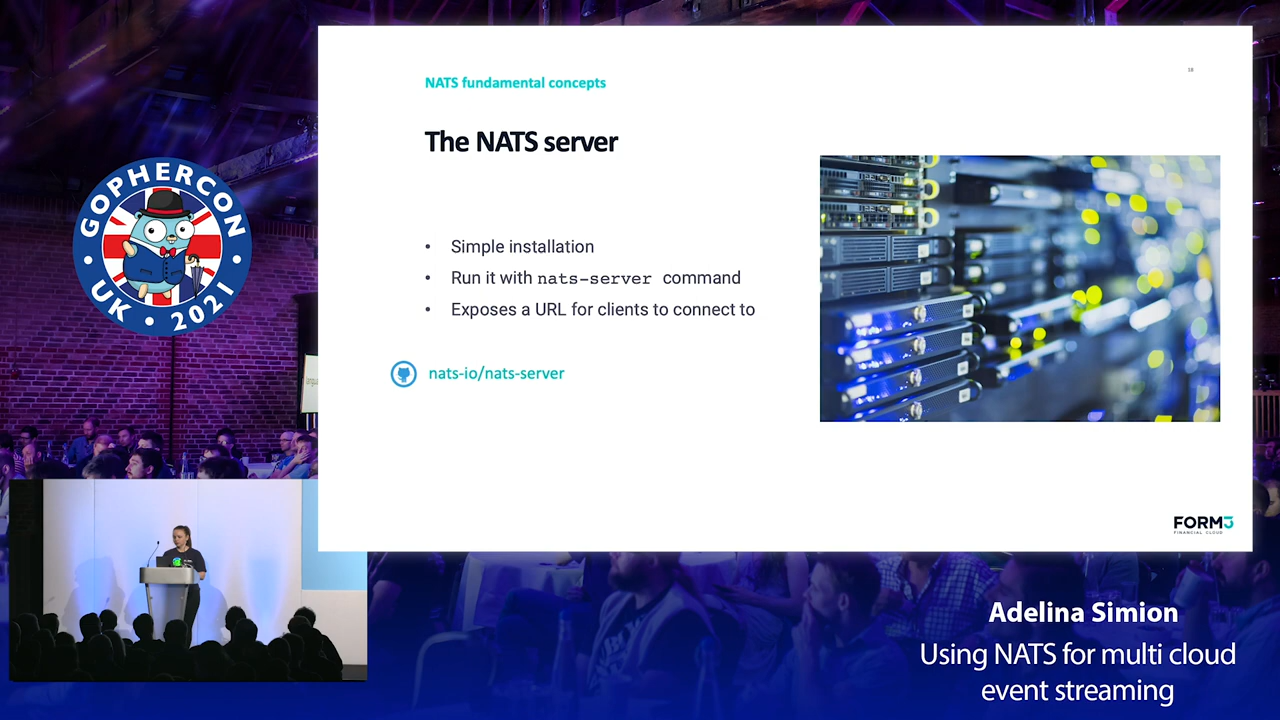 NATS fundamental concepts
18
The NATS server
• Simple installation
• Run it with nats-server command
• Exposes a URL for clients to connect to
nats-io/nats-server
FORM3
FINANCIAL CLOUD
GOPHERCON
UK • 2021
Adelina Simion
Using NATS for multi cloud
event streaming